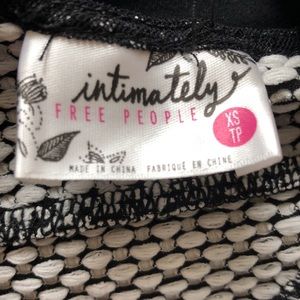 intimately
FREE PEOPLE
XS
TP
MADE IN CHINA FABRIQUÉ EN CHINE